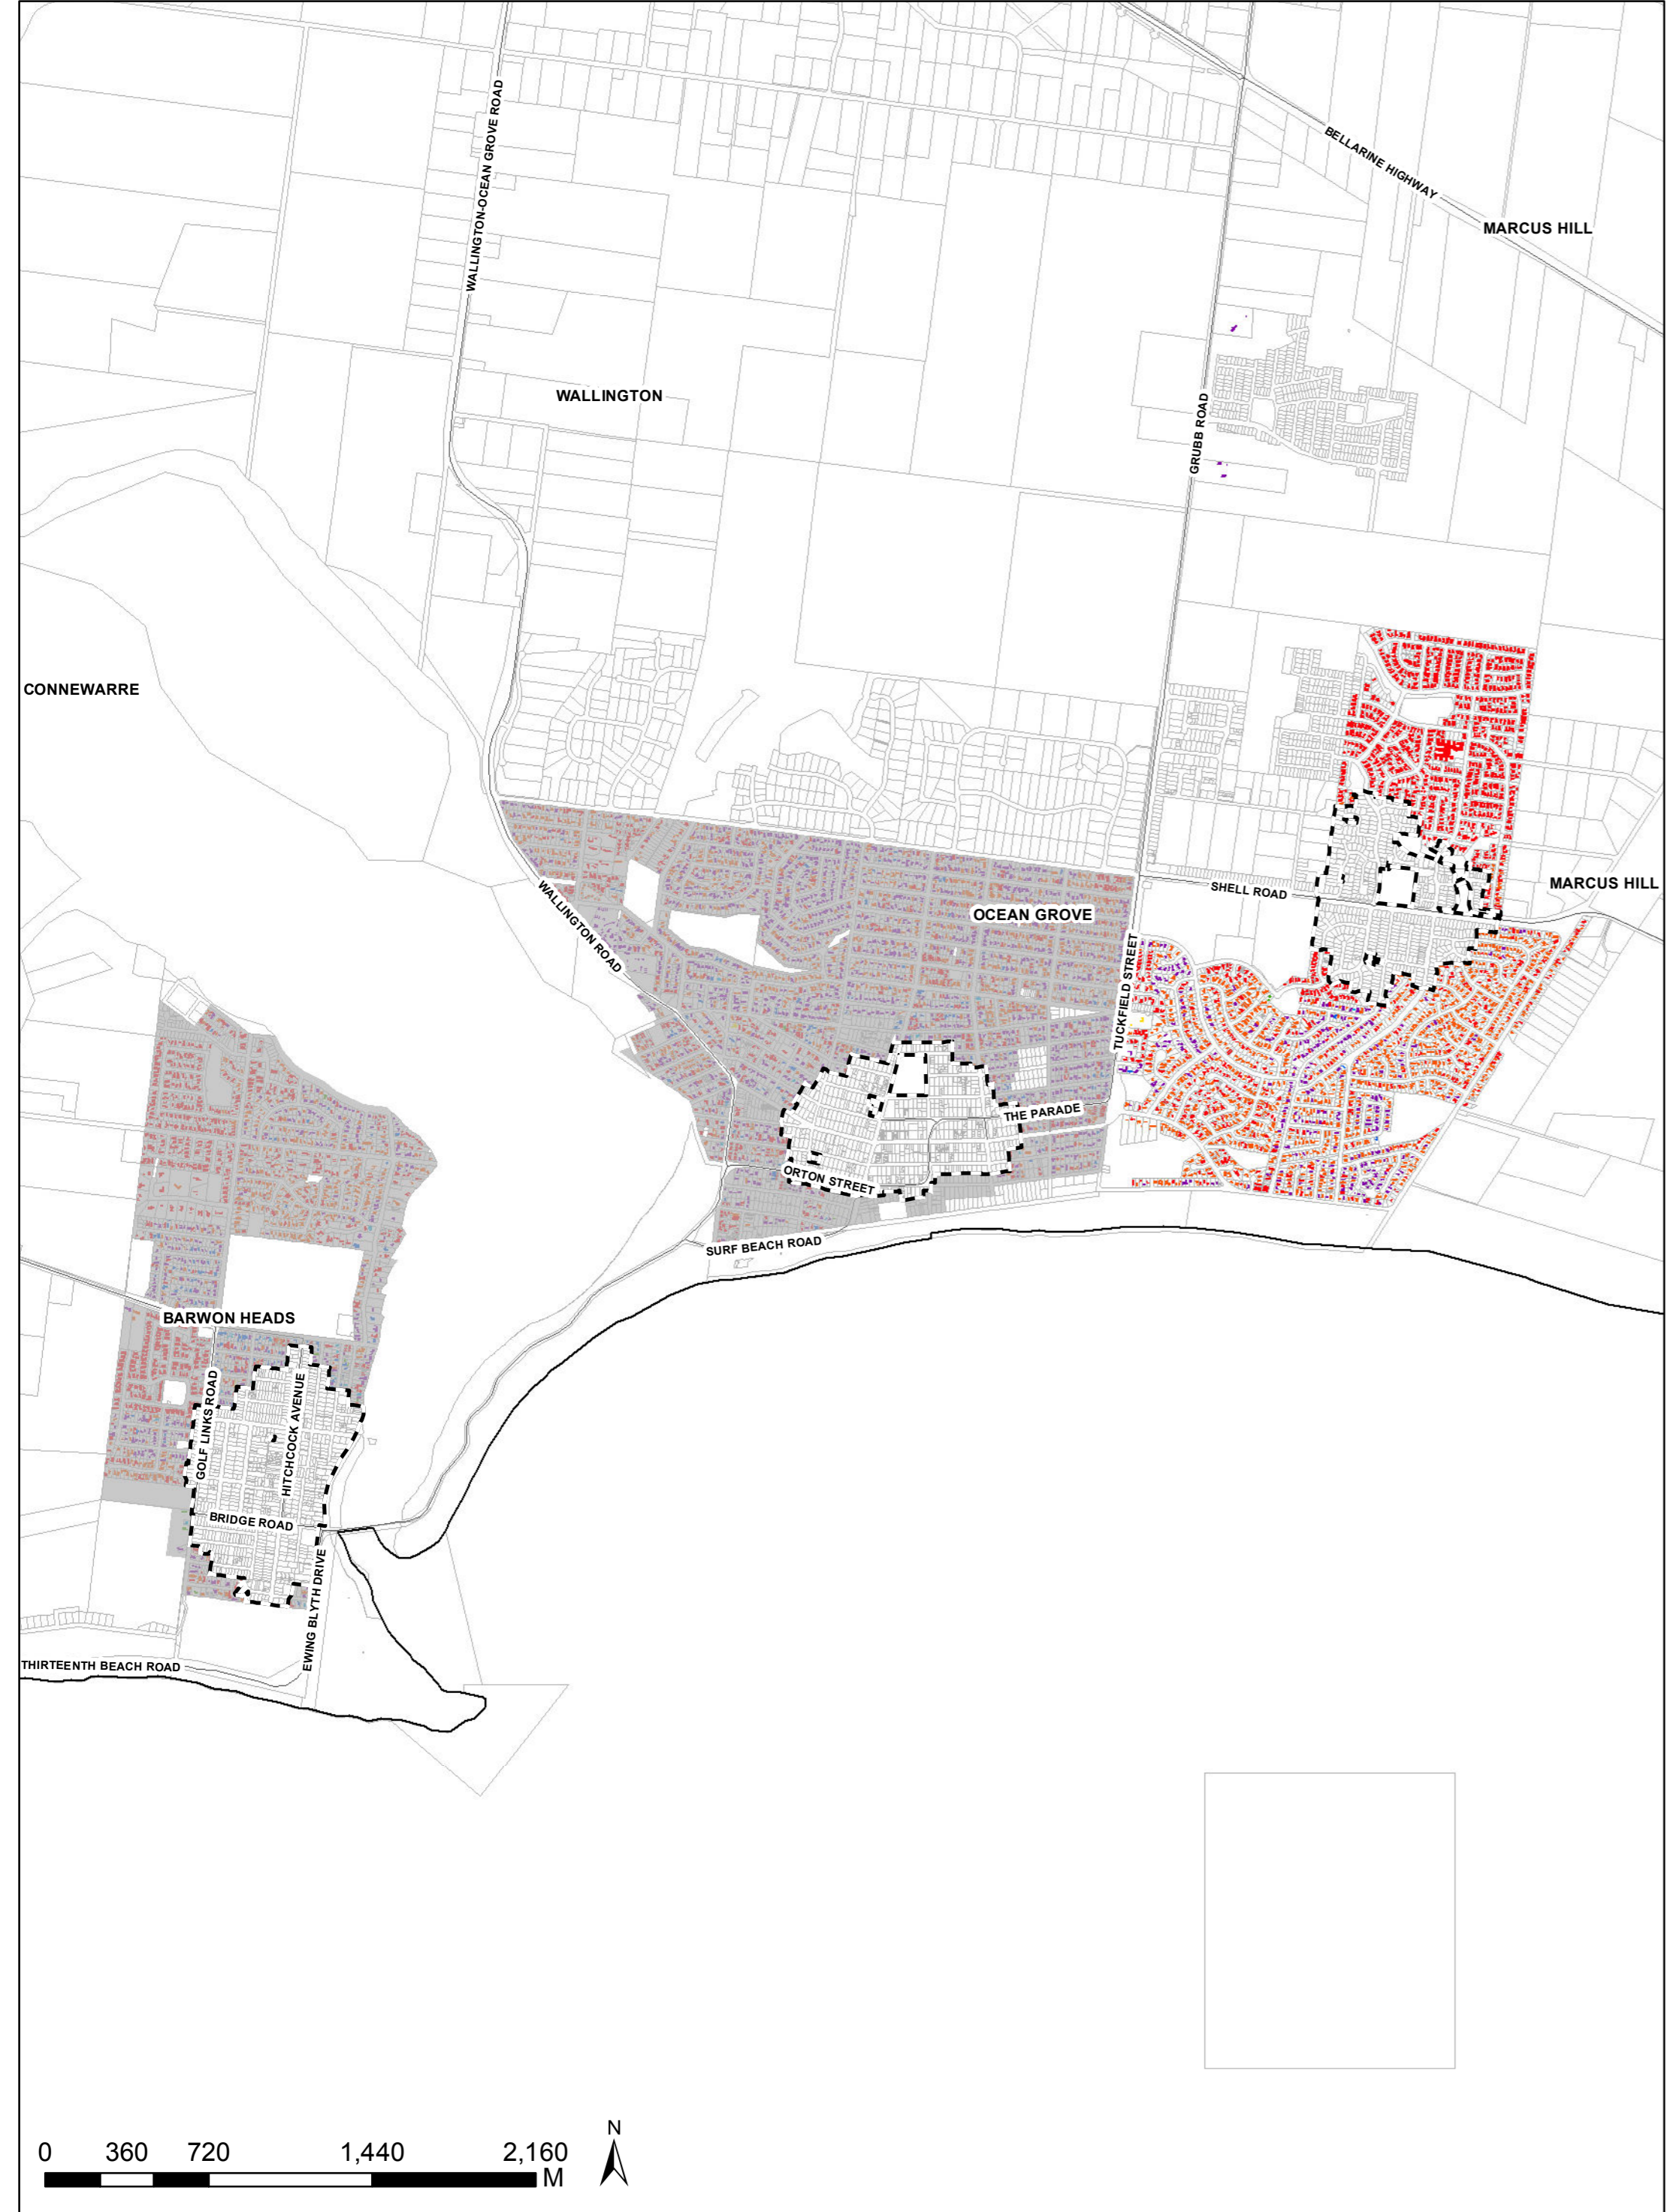 WALLINGTON-OCEAN GROVE ROAD
BELLARINE HIGHWAY
MARCUS HILL
WALLINGTON
GRUBB ROAD
CONNEWARRE
MARCUS HILL
SHELL ROAD
OCEAN GROVE
WALLINGTON ROAD
TUCKFIELD STREET
THE PARADE
ORTON STREET
SURF BEACH ROAD
BARWON HEADS
GOLF LINKS ROAD
HITCHCOCK AVENUE
BRIDGE ROAD
EWING BLYTH DRIVE
THIRTEENTH BEACH ROAD
N
0 360 720 1,440 2,160
M